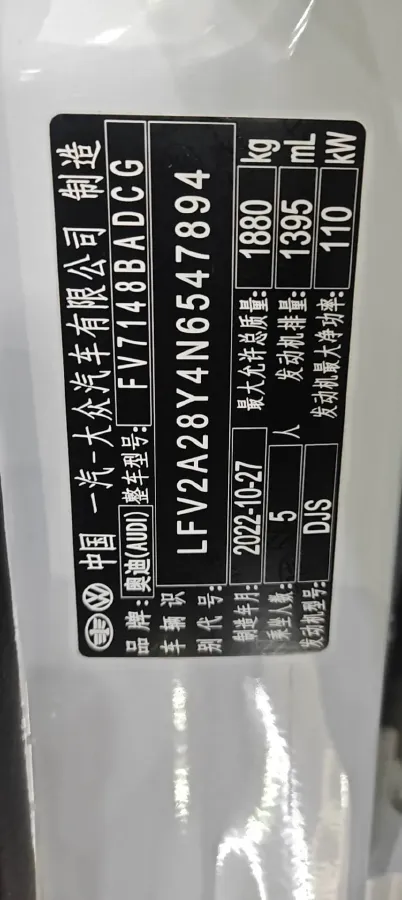 中国 一汽-大众汽车有限公司 制造
品牌:奥迪(AUDI) 整车型号: FV7148BADCG
车辆识别代号: LFV2A28Y4N6547894
制造年月: 2022-10-27 最大允许总质量: 1880 kg
乘坐人数: 5 人 发动机排量: 1395 mL
发动机型号: DJS 发动机最大净功率: 110 kW